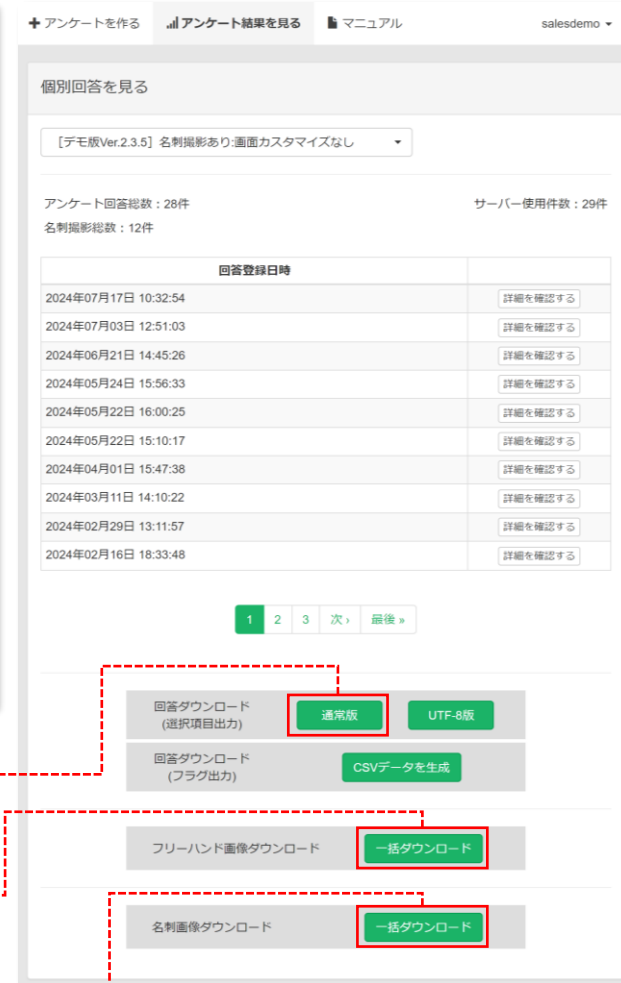 アンケートを作る アンケート結果を見る マニュアル salesdemo
個別回答を見る
[デモ版Ver.2.3.5] 名刺撮影あり:画面カスタマイズなし
アンケート回答総数：28件 サーバー使用件数：29件
名刺撮影総数：12件
回答登録日時
2024年07月17日 10:32:54 詳細を確認する
2024年07月03日 12:51:03 詳細を確認する
2024年06月21日 14:45:26 詳細を確認する
2024年05月24日 15:56:33 詳細を確認する
2024年05月22日 16:00:25 詳細を確認する
2024年05月22日 15:10:17 詳細を確認する
2024年04月01日 15:47:38 詳細を確認する
2024年03月11日 14:10:22 詳細を確認する
2024年02月29日 13:11:57 詳細を確認する
2024年02月16日 18:33:48 詳細を確認する
1 2 3 次 › 最後 »
回答ダウンロード
(選択項目出力) 通常版 UTF-8版
回答ダウンロード
(フラグ出力) CSVデータを生成
フリーハンド画像ダウンロード 一括ダウンロード
名刺画像ダウンロード 一括ダウンロード